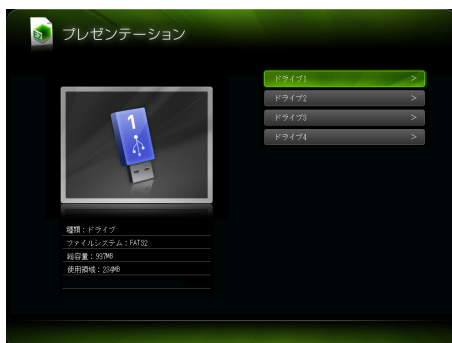 プレゼンテーション
ドライブ1 >
ドライブ2 >
ドライブ3 >
ドライブ4 >
1
種類：ドライブ
ファイルシステム：FAT32
総容量：997MB
使用領域：234MB